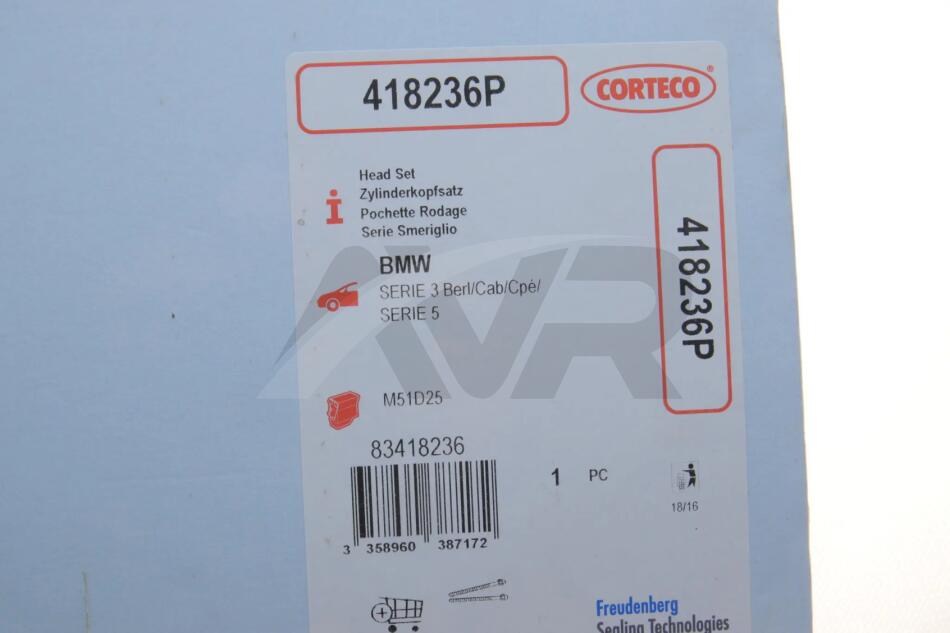 418236P
CORTECO®
Head Set
Zylinderkopfsatz
Pochette Rodage
Serie Smeriglio
418236P
BMW
SERIE 3 Berl/Cab/Cpé/
SERIE 5
AVR
M51D25
83418236
1 PC
18/16
3 358960 387172
Freudenberg
Sealing Technologies